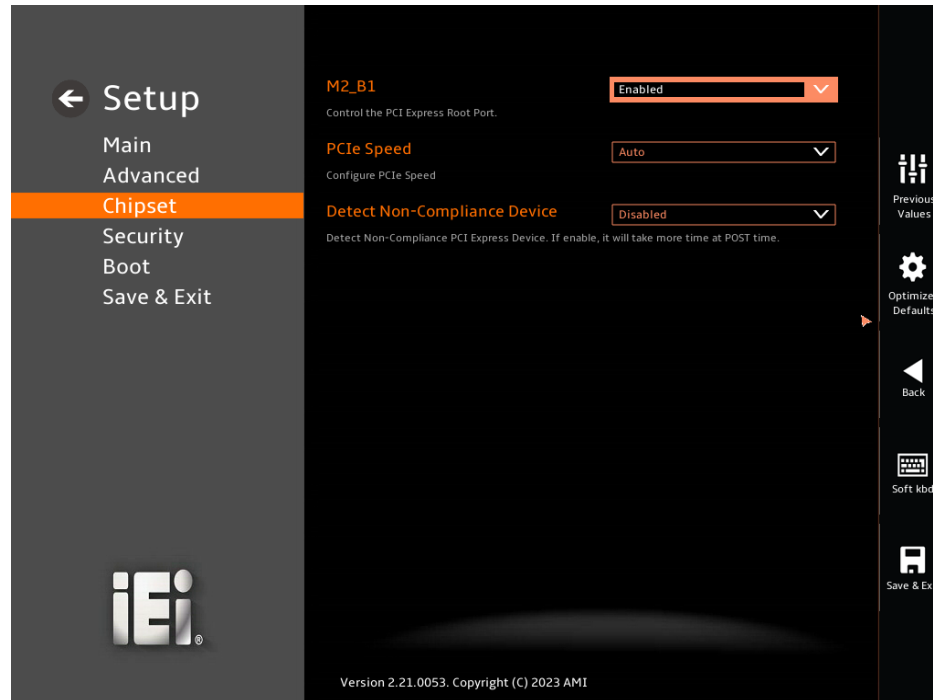 Setup
Main
Advanced
Chipset
Security
Boot
Save & Exit
M2_B1
Enabled
Control the PCI Express Root Port.
PCIe Speed
Auto
Configure PCIe Speed
Detect Non-Compliance Device
Disabled
Detect Non-Compliance PCI Express Device. If enable, it will take more time at POST time.
Previous
Values
Optimize
Defaults
Back
Soft kbd
Save & Ex
iEi®
Version 2.21.0053. Copyright (C) 2023 AMI